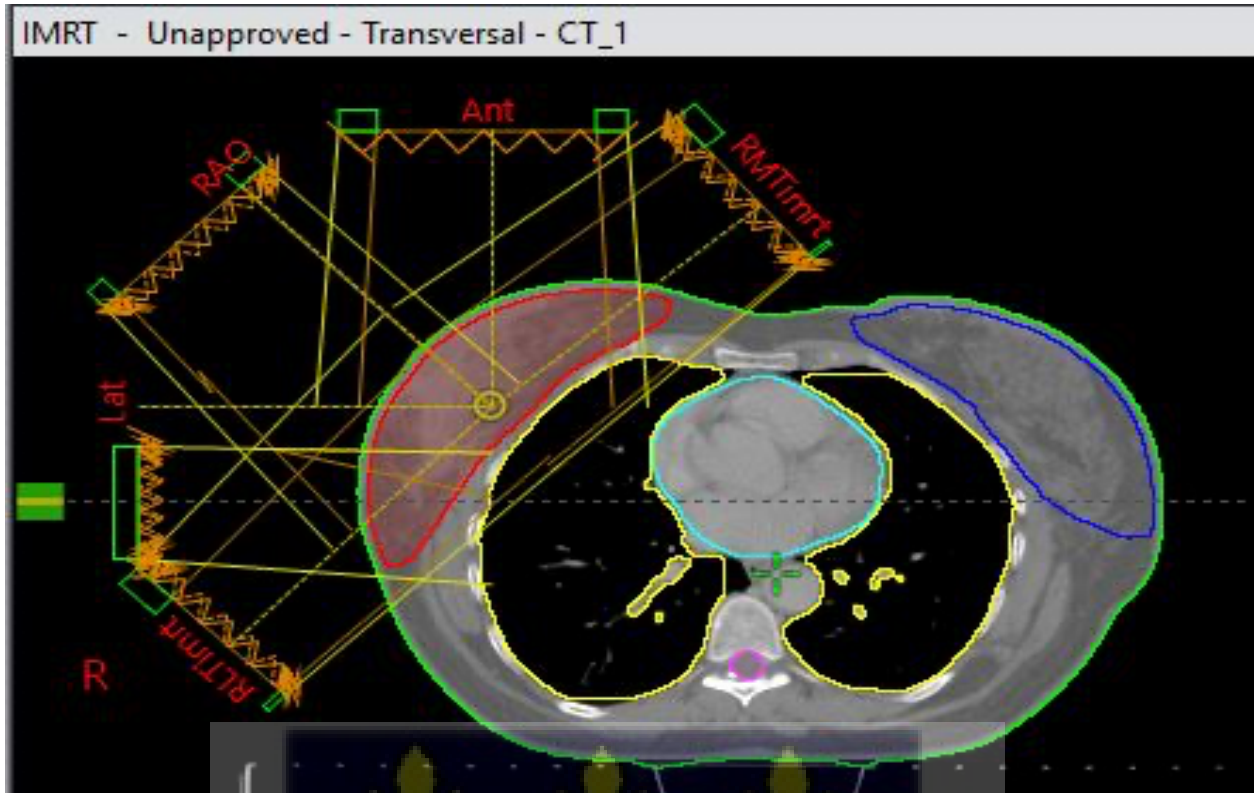 IMRT - Unapproved - Transversal - CT_1
Ant
RAO
RMTimrt
Lat
RLTimrt
R